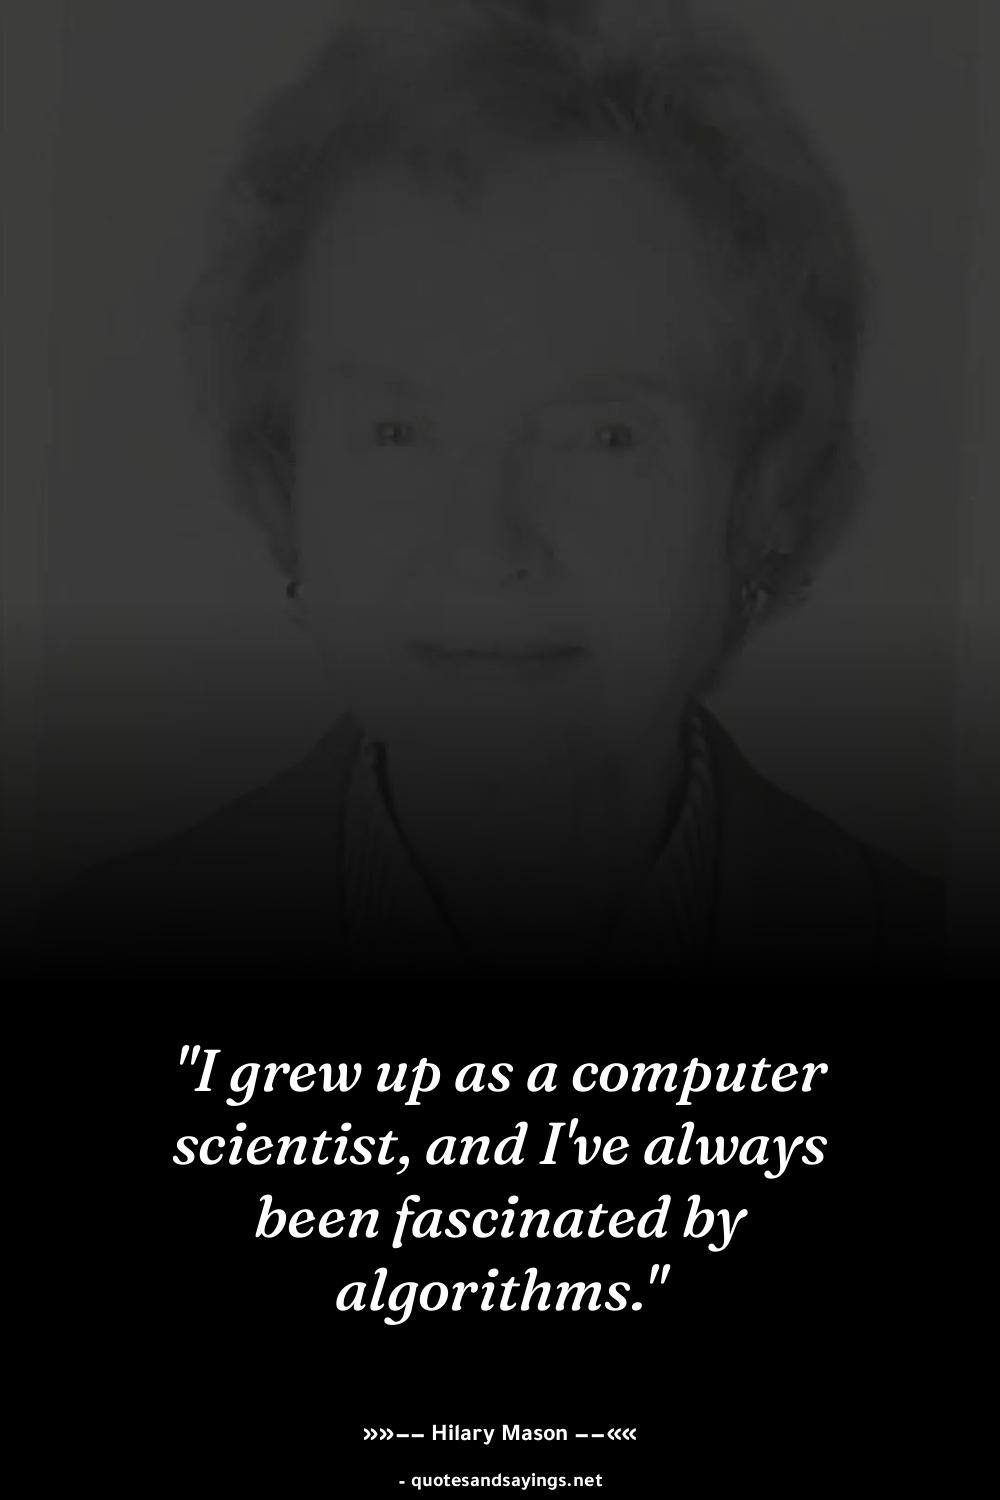 "I grew up as a computer
scientist, and I've always
been fascinated by
algorithms."
»»-- Hilary Mason --««
- quotesandsayings.net